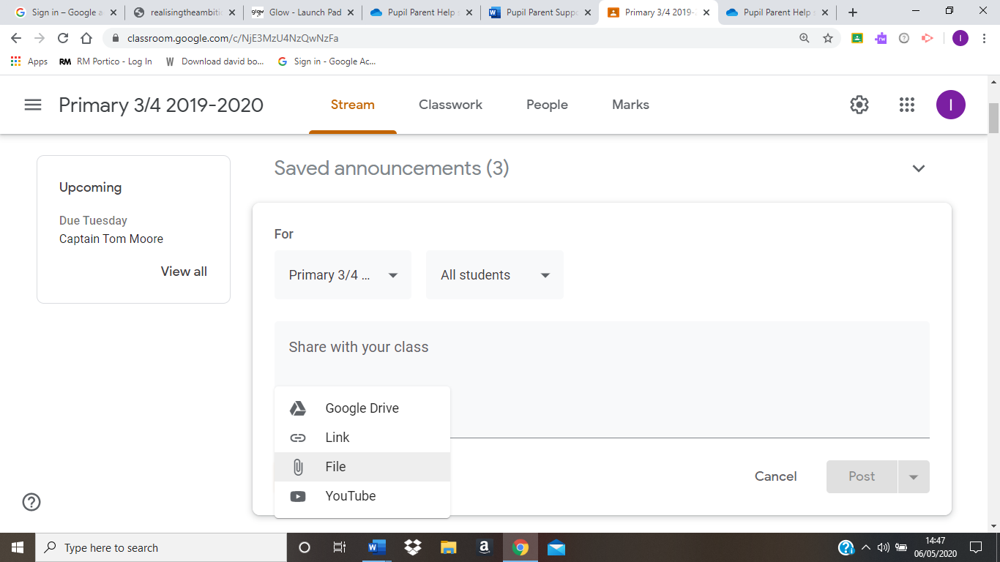 Sign in – Google a
realisingtheambiti
glow
Glow - Launch Pad
Pupil Parent Help s
Pupil Parent Suppo
Primary 3/4 2019-2
Pupil Parent Help s
classroom.google.com/c/NjE3MzU4NzQwNzFa
I
Apps
RM
RM Portico - Log In
W
Download david bo...
Sign in - Google Ac...
Primary 3/4 2019-2020
Stream
Classwork
People
Marks
I
Saved announcements (3)
Upcoming
Due Tuesday
Captain Tom Moore
View all
For
Primary 3/4 ...
All students
Share with your class
Google Drive
Link
File
YouTube
Cancel
Post
Type here to search
14:47
06/05/2020